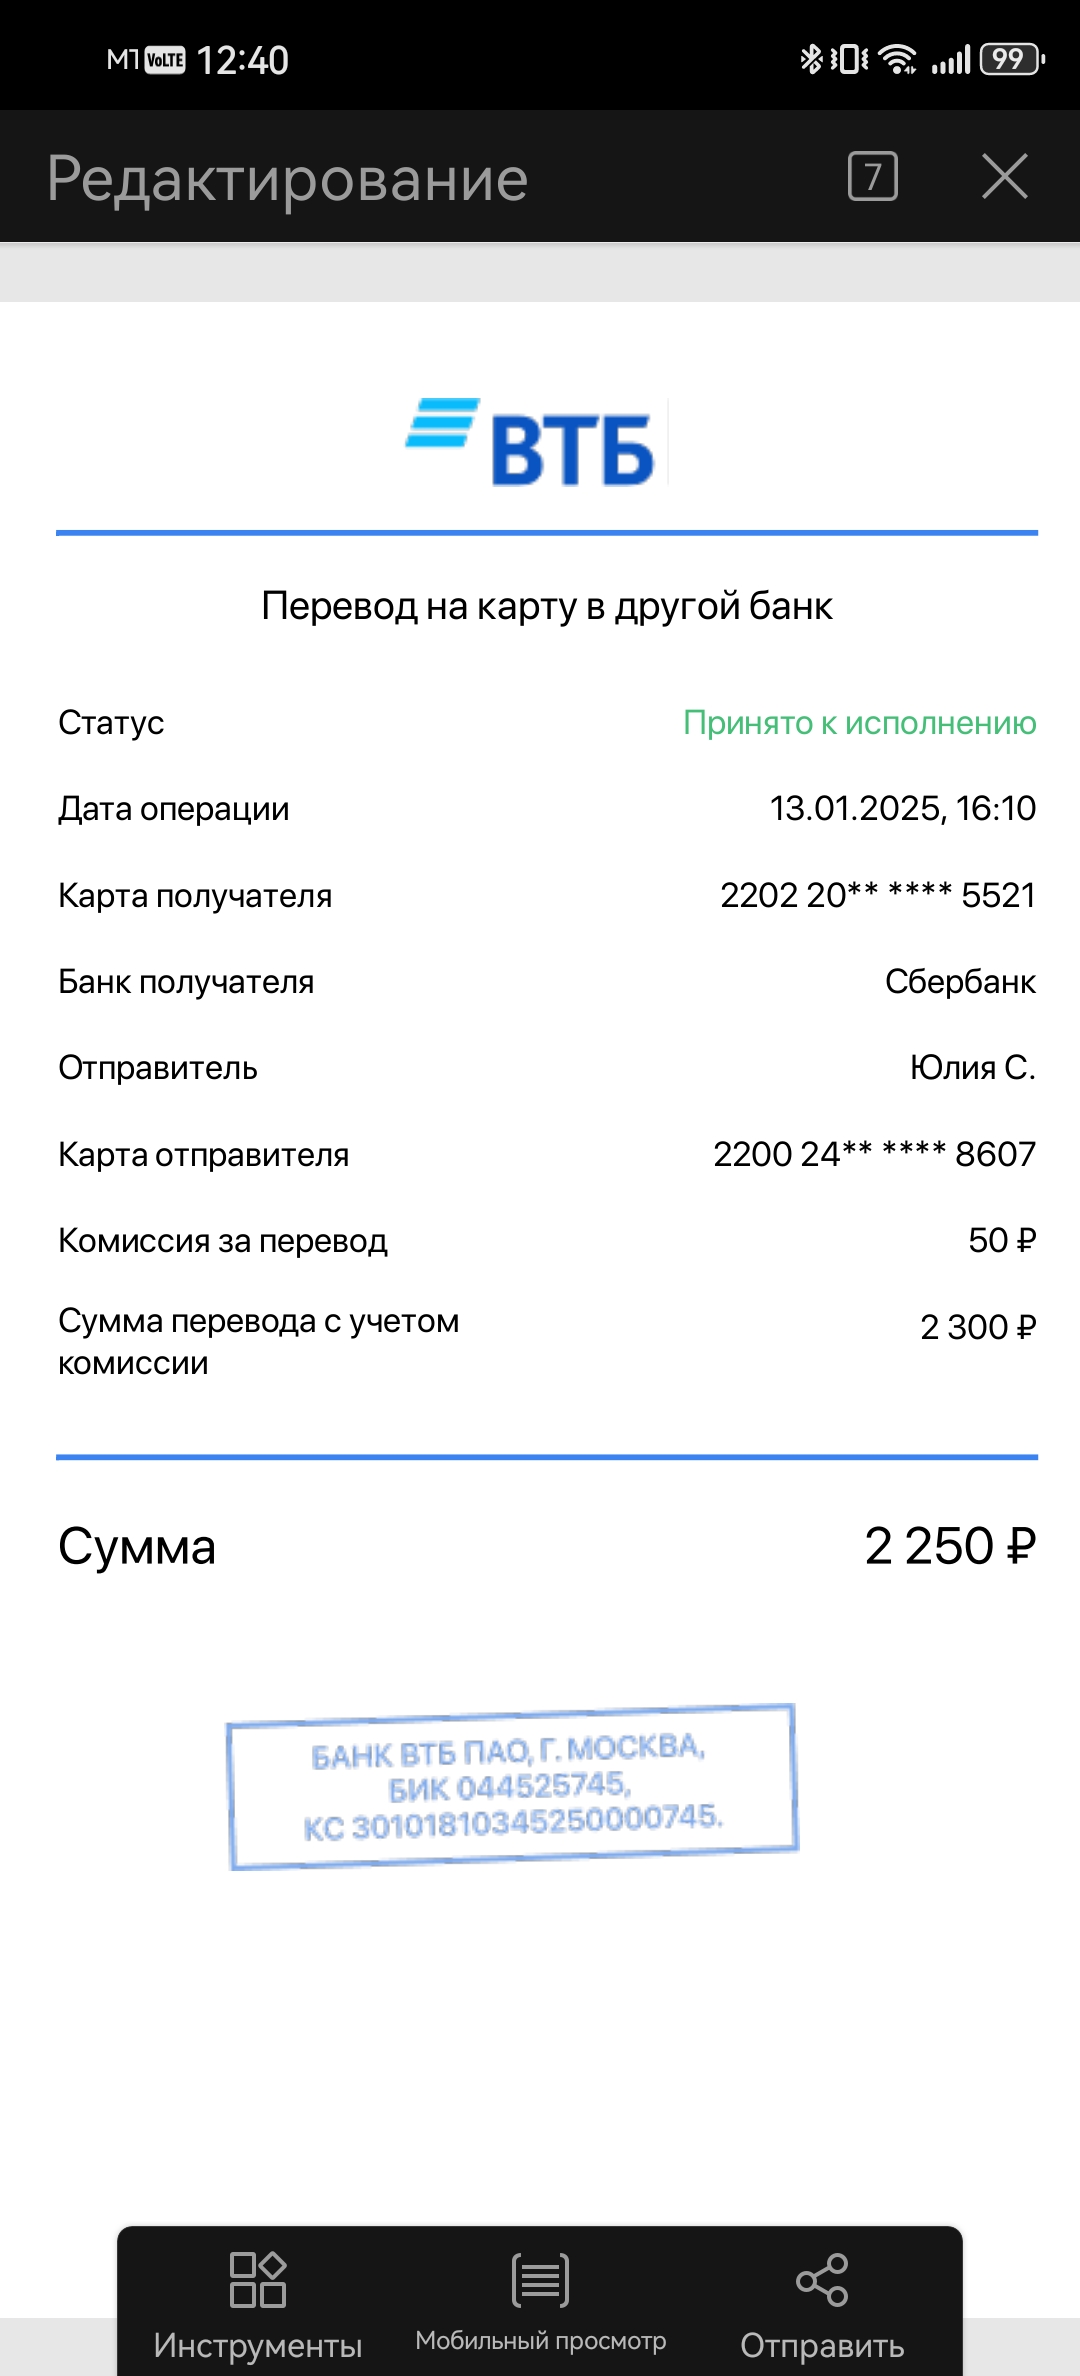 M1 VoLTE 12:40 99
Редактирование 7
ВТБ
Перевод на карту в другой банк
Статус Принято к исполнению
Дата операции 13.01.2025, 16:10
Карта получателя 2202 20** **** 5521
Банк получателя Сбербанк
Отправитель Юлия С.
Карта отправителя 2200 24** **** 8607
Комиссия за перевод 50 ₽
Сумма перевода с учетом 2 300 ₽
комиссии
Сумма 2 250 ₽
БАНК ВТБ ПАО, Г. МОСКВА,
БИК 044525745,
КС 30101810345250000745.
Инструменты Мобильный просмотр Отправить